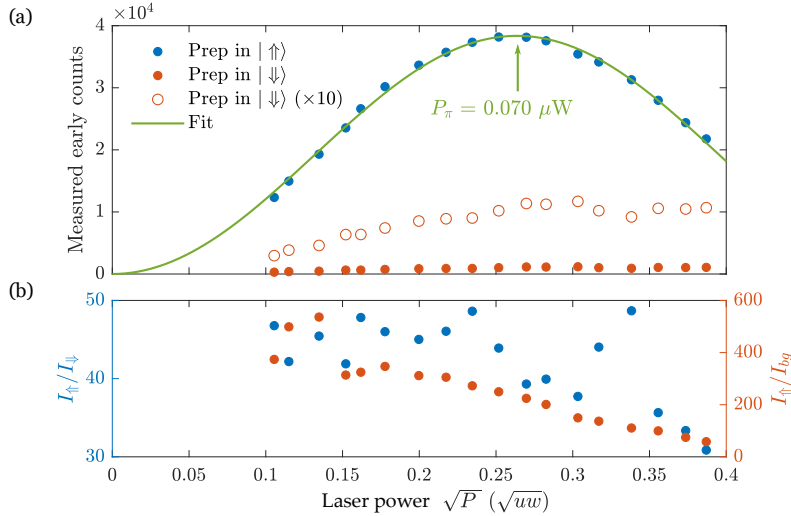 (a)
×10⁴
4
3
2
1
0
Measured early counts
Prep in |⇑⟩
Prep in |⇓⟩
Prep in |⇓⟩ (×10)
Fit
P_π = 0.070 μW
(b)
50
40
30
I_⇑/I_⇓
600
400
200
0
I_⇑/I_bg
0 0.05 0.1 0.15 0.2 0.25 0.3 0.35 0.4
Laser power √P (√uw)